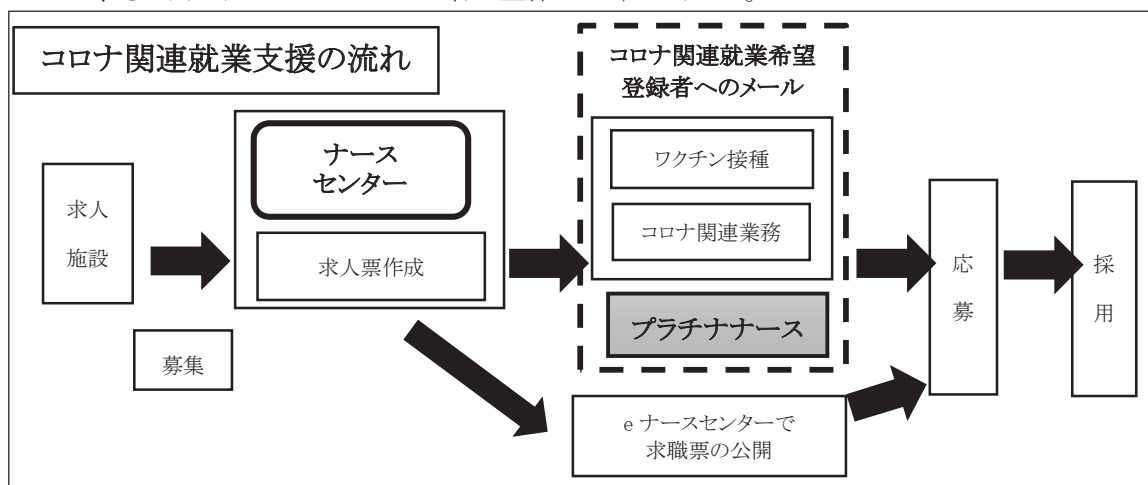 コロナ関連就業支援の流れ
求人
施設
募集
ナース
センター
求人票作成
コロナ関連就業希望
登録者へのメール
ワクチン接種
コロナ関連業務
プラチナナース
e ナースセンターで
求職票の公開
応
募
採
用